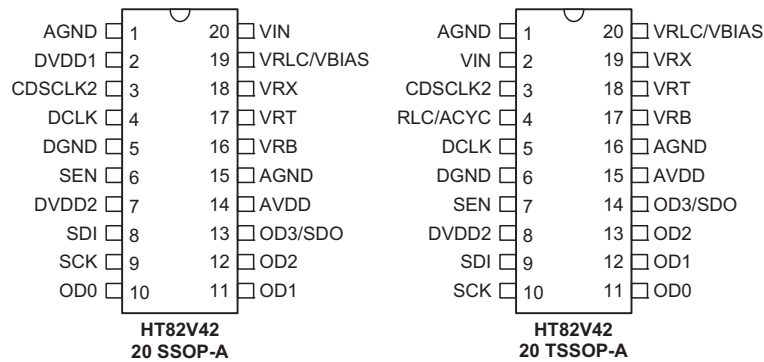 AGND 1 20 VIN AGND 1 20 VRLC/VBIAS
DVDD1 2 19 VRLC/VBIAS VIN 2 19 VRX
CDSCLK2 3 18 VRX CDSCLK2 3 18 VRT
DCLK 4 17 VRT RLC/ACYC 4 17 VRB
DGND 5 16 VRB DCLK 5 16 AGND
SEN 6 15 AGND DGND 6 15 AVDD
DVDD2 7 14 AVDD SEN 7 14 OD3/SDO
SDI 8 13 OD3/SDO DVDD2 8 13 OD2
SCK 9 12 OD2 SDI 9 12 OD1
OD0 10 11 OD1 SCK 10 11 OD0
HT82V42 HT82V42
20 SSOP-A 20 TSSOP-A